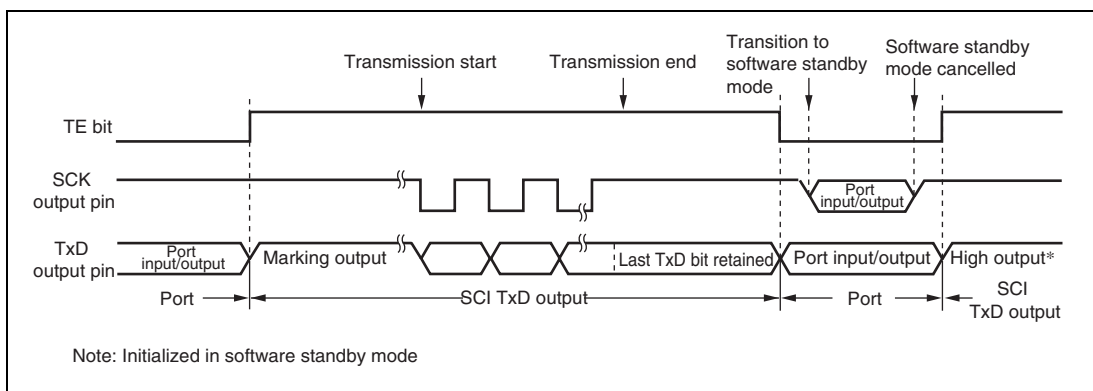 Transmission start
Transmission end
Transition to
software standby
mode
Software standby
mode cancelled
TE bit
SCK
output pin
Port
input/output
TxD
output pin
Port
input/output
Marking output
Last TxD bit retained
Port input/output
High output*
Port
SCI TxD output
Port
SCI
TxD output
Note: Initialized in software standby mode